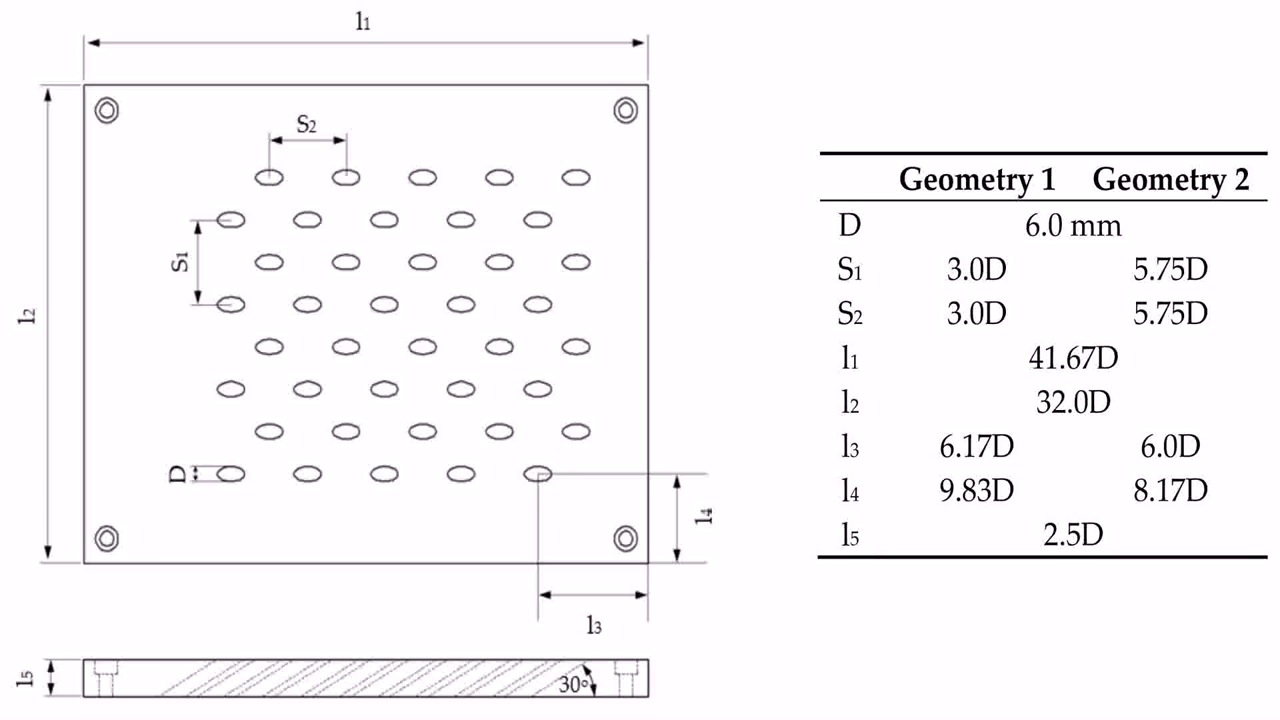 l1
S2
S1
l2
D
l4
l3
l5
30°
Geometry 1 Geometry 2
D 6.0 mm
S1 3.0D 5.75D
S2 3.0D 5.75D
l1 41.67D
l2 32.0D
l3 6.17D 6.0D
l4 9.83D 8.17D
l5 2.5D